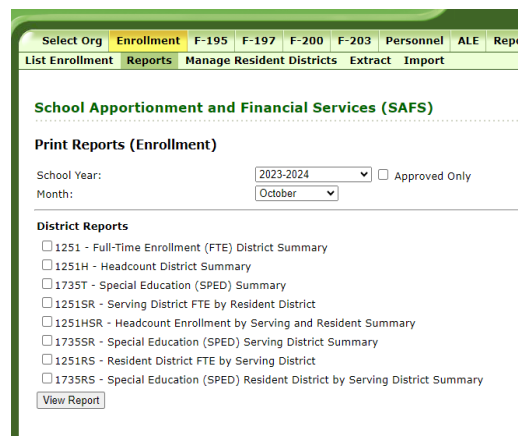 Select Org Enrollment F-195 F-197 F-200 F-203 Personnel ALE
List Enrollment Reports Manage Resident Districts Extract Import
School Apportionment and Financial Services (SAFS)
Print Reports (Enrollment)
School Year: 2023-2024 Approved Only
Month: October
District Reports
1251 - Full-Time Enrollment (FTE) District Summary
1251H - Headcount District Summary
1735T - Special Education (SPED) Summary
1251SR - Serving District FTE by Resident District
1251HSR - Headcount Enrollment by Serving and Resident Summary
1735SR - Special Education (SPED) Serving District Summary
1251RS - Resident District FTE by Serving District
1735RS - Special Education (SPED) Resident District by Serving District Summary
View Report